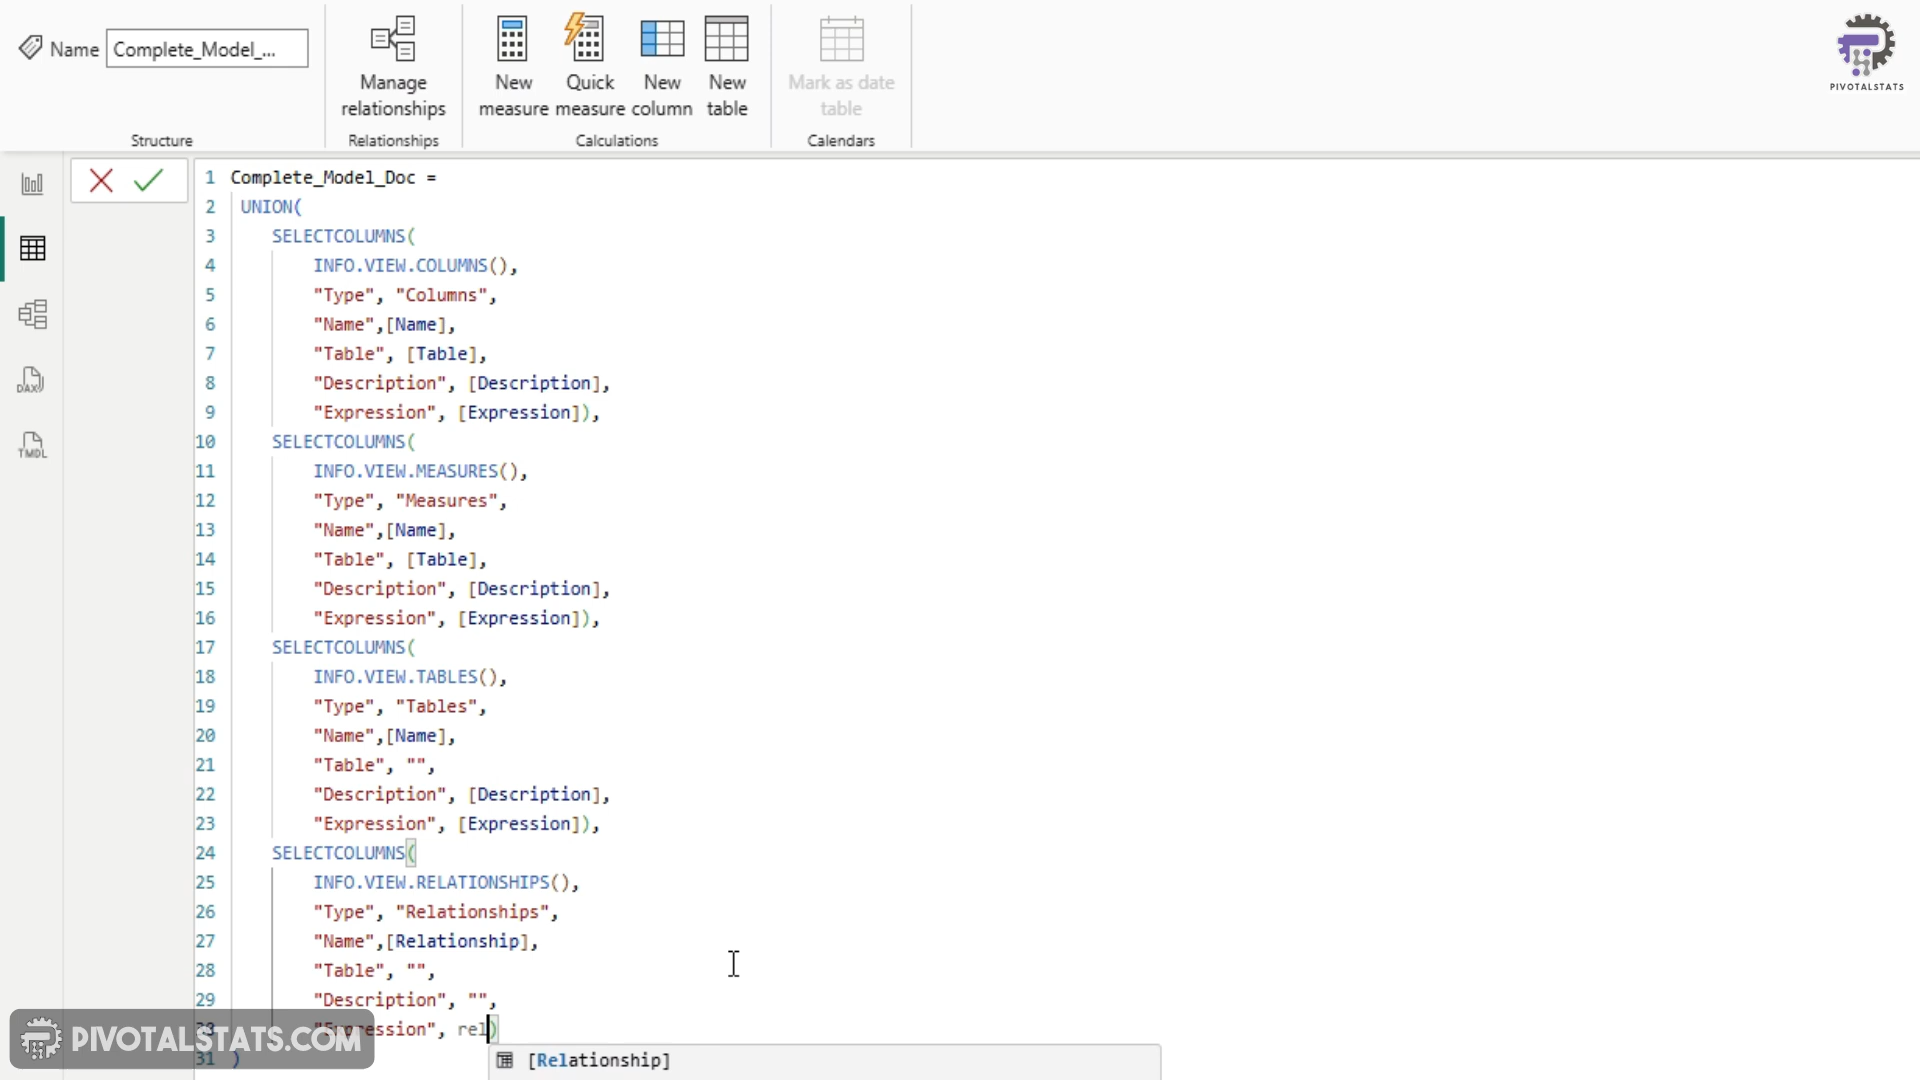 Name Complete_Model_...
Manage relationships
New measure
Quick measure
New column
New table
Mark as date table
Structure
Relationships
Calculations
Calendars
PIVOTALSTATS
DAX
TMDL
1 Complete_Model_Doc =
2 UNION(
3 SELECTCOLUMNS(
4 INFO.VIEW.COLUMNS(),
5 "Type", "Columns",
6 "Name",[Name],
7 "Table", [Table],
8 "Description", [Description],
9 "Expression", [Expression]),
10 SELECTCOLUMNS(
11 INFO.VIEW.MEASURES(),
12 "Type", "Measures",
13 "Name",[Name],
14 "Table", [Table],
15 "Description", [Description],
16 "Expression", [Expression]),
17 SELECTCOLUMNS(
18 INFO.VIEW.TABLES(),
19 "Type", "Tables",
20 "Name",[Name],
21 "Table", "",
22 "Description", [Description],
23 "Expression", [Expression]),
24 SELECTCOLUMNS(
25 INFO.VIEW.RELATIONSHIPS(),
26 "Type", "Relationships",
27 "Name",[Relationship],
28 "Table", "",
29 "Description", "",
30 "Expression", rel)
31 )
[Relationship]
PIVOTALSTATS.COM